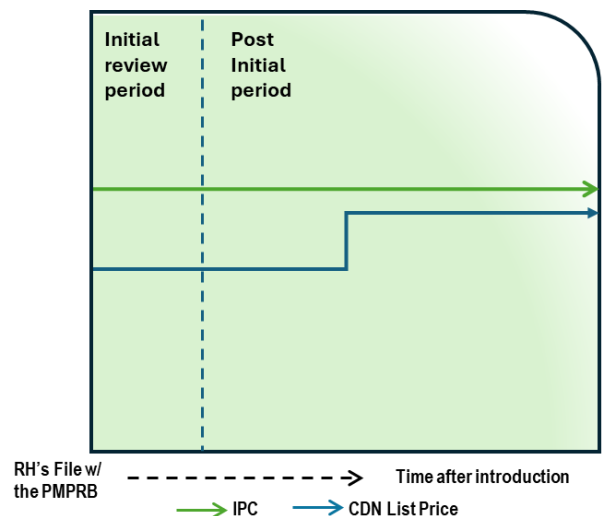 Initial
review
period
Post
Initial
period
RH's File w/
the PMPRB
Time after introduction
IPC
CDN List Price